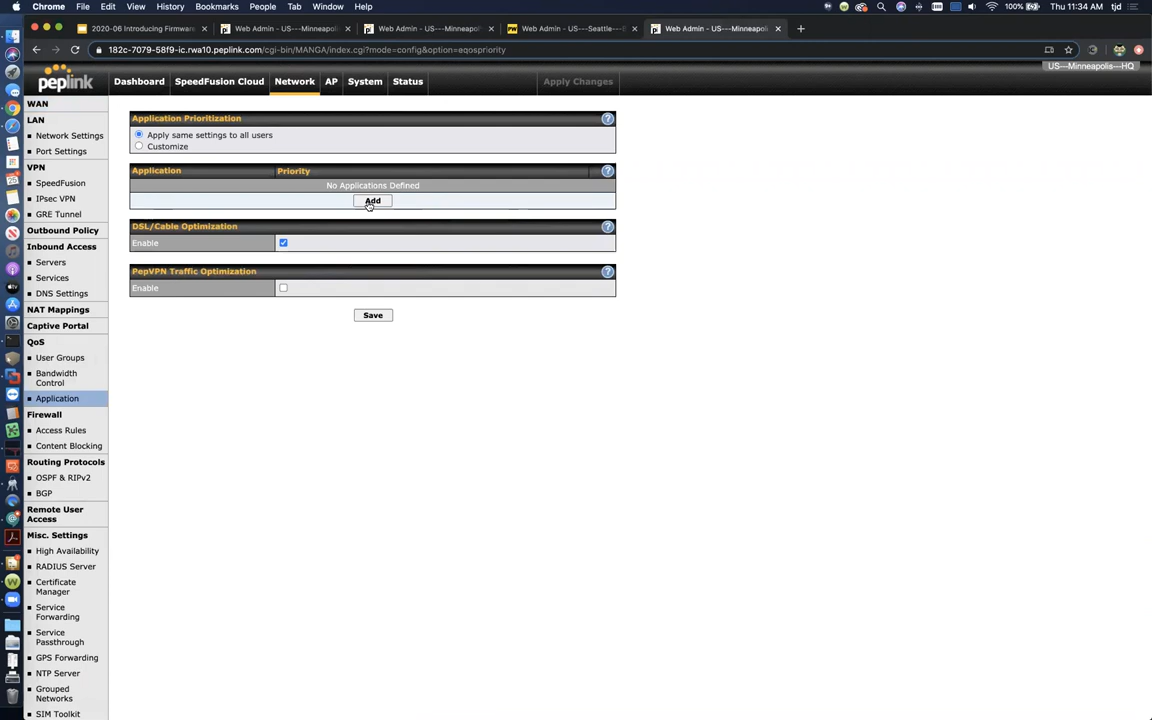 Chrome File Edit View History Bookmarks People Tab Window Help 100% Thu 11:34 AM tjd
2020-06 Introducing Firmware Web Admin - US---Minneapoli Web Admin - US---Minneapoli Web Admin - US---Seattle--- Web Admin - US---Minneapoli
182c-7079-58f9-ic.rwa10.peplink.com/cgi-bin/MANGA/index.cgi?mode=config&option=eqospriority
US---Minneapolis---HQ
peplink Dashboard SpeedFusion Cloud Network AP System Status Apply Changes
WAN
LAN
Network Settings
Port Settings
VPN
SpeedFusion
IPsec VPN
GRE Tunnel
Outbound Policy
Inbound Access
Servers
Services
DNS Settings
NAT Mappings
Captive Portal
QoS
User Groups
Bandwidth
Control
Application
Firewall
Access Rules
Content Blocking
Routing Protocols
OSPF & RIPv2
BGP
Remote User
Access
Misc. Settings
High Availability
RADIUS Server
Certificate
Manager
Service
Forwarding
Service
Passthrough
GPS Forwarding
NTP Server
Grouped
Networks
SIM Toolkit
Application Prioritization ?
Apply same settings to all users
Customize
Application Priority ?
No Applications Defined
Add
DSL/Cable Optimization ?
Enable
PepVPN Traffic Optimization ?
Enable
Save